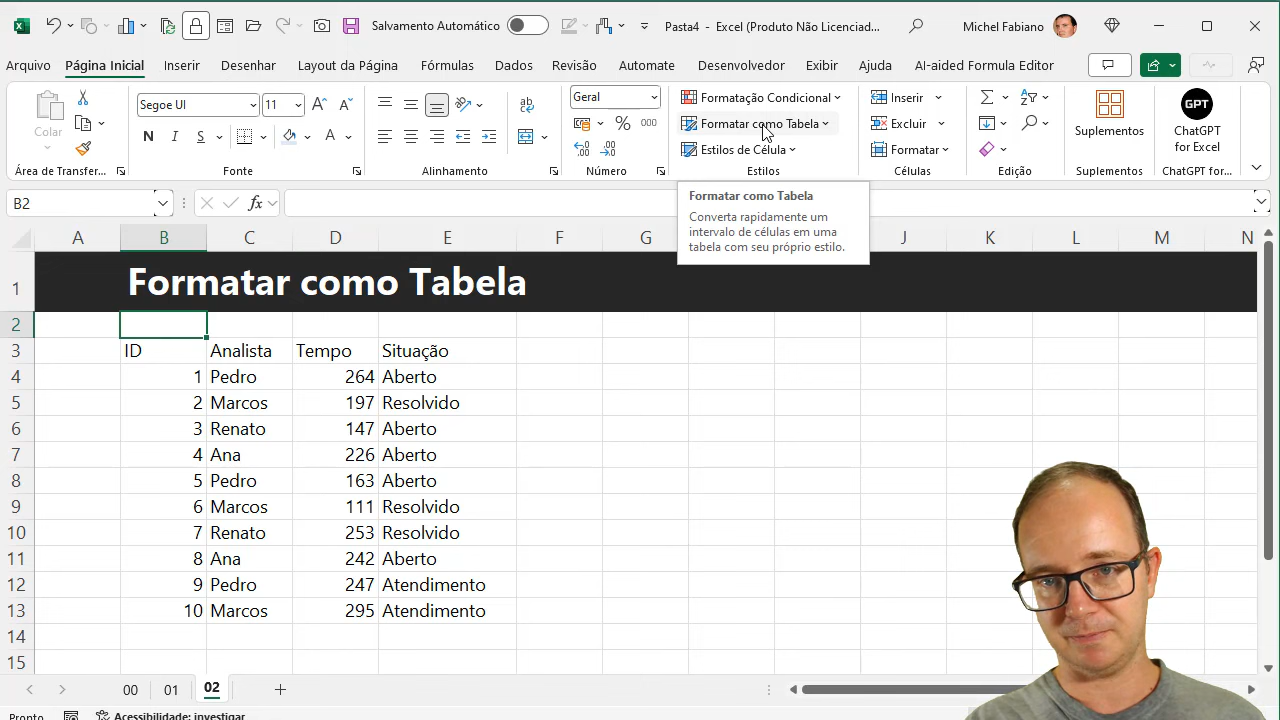 Salvamento Automático Pasta4 - Excel (Produto Não Licenciad... Michel Fabiano
Arquivo Página Inicial Inserir Desenhar Layout da Página Fórmulas Dados Revisão Automate Desenvolvedor Exibir Ajuda AI-aided Formula Editor
Colar
Segoe UI 11
N I S
ab
Geral
% 000
Formatação Condicional
Formatar como Tabela
Estilos de Célula
Inserir
Excluir
Formatar
Suplementos
ChatGPT
for Excel
Área de Transfer... Fonte Alinhamento Número Estilos Células Edição Suplementos ChatGPT for...
B2 fx
Formatar como Tabela
Converta rapidamente um
intervalo de células em uma
tabela com seu próprio estilo.
A B C D E F G J K L M N
1 Formatar como Tabela
2
3 ID Analista Tempo Situação
4 1 Pedro 264 Aberto
5 2 Marcos 197 Resolvido
6 3 Renato 147 Aberto
7 4 Ana 226 Aberto
8 5 Pedro 163 Aberto
9 6 Marcos 111 Resolvido
10 7 Renato 253 Resolvido
11 8 Ana 242 Aberto
12 9 Pedro 247 Atendimento
13 10 Marcos 295 Atendimento
14
15
00 01 02
Pronto Acessibilidade: investigar